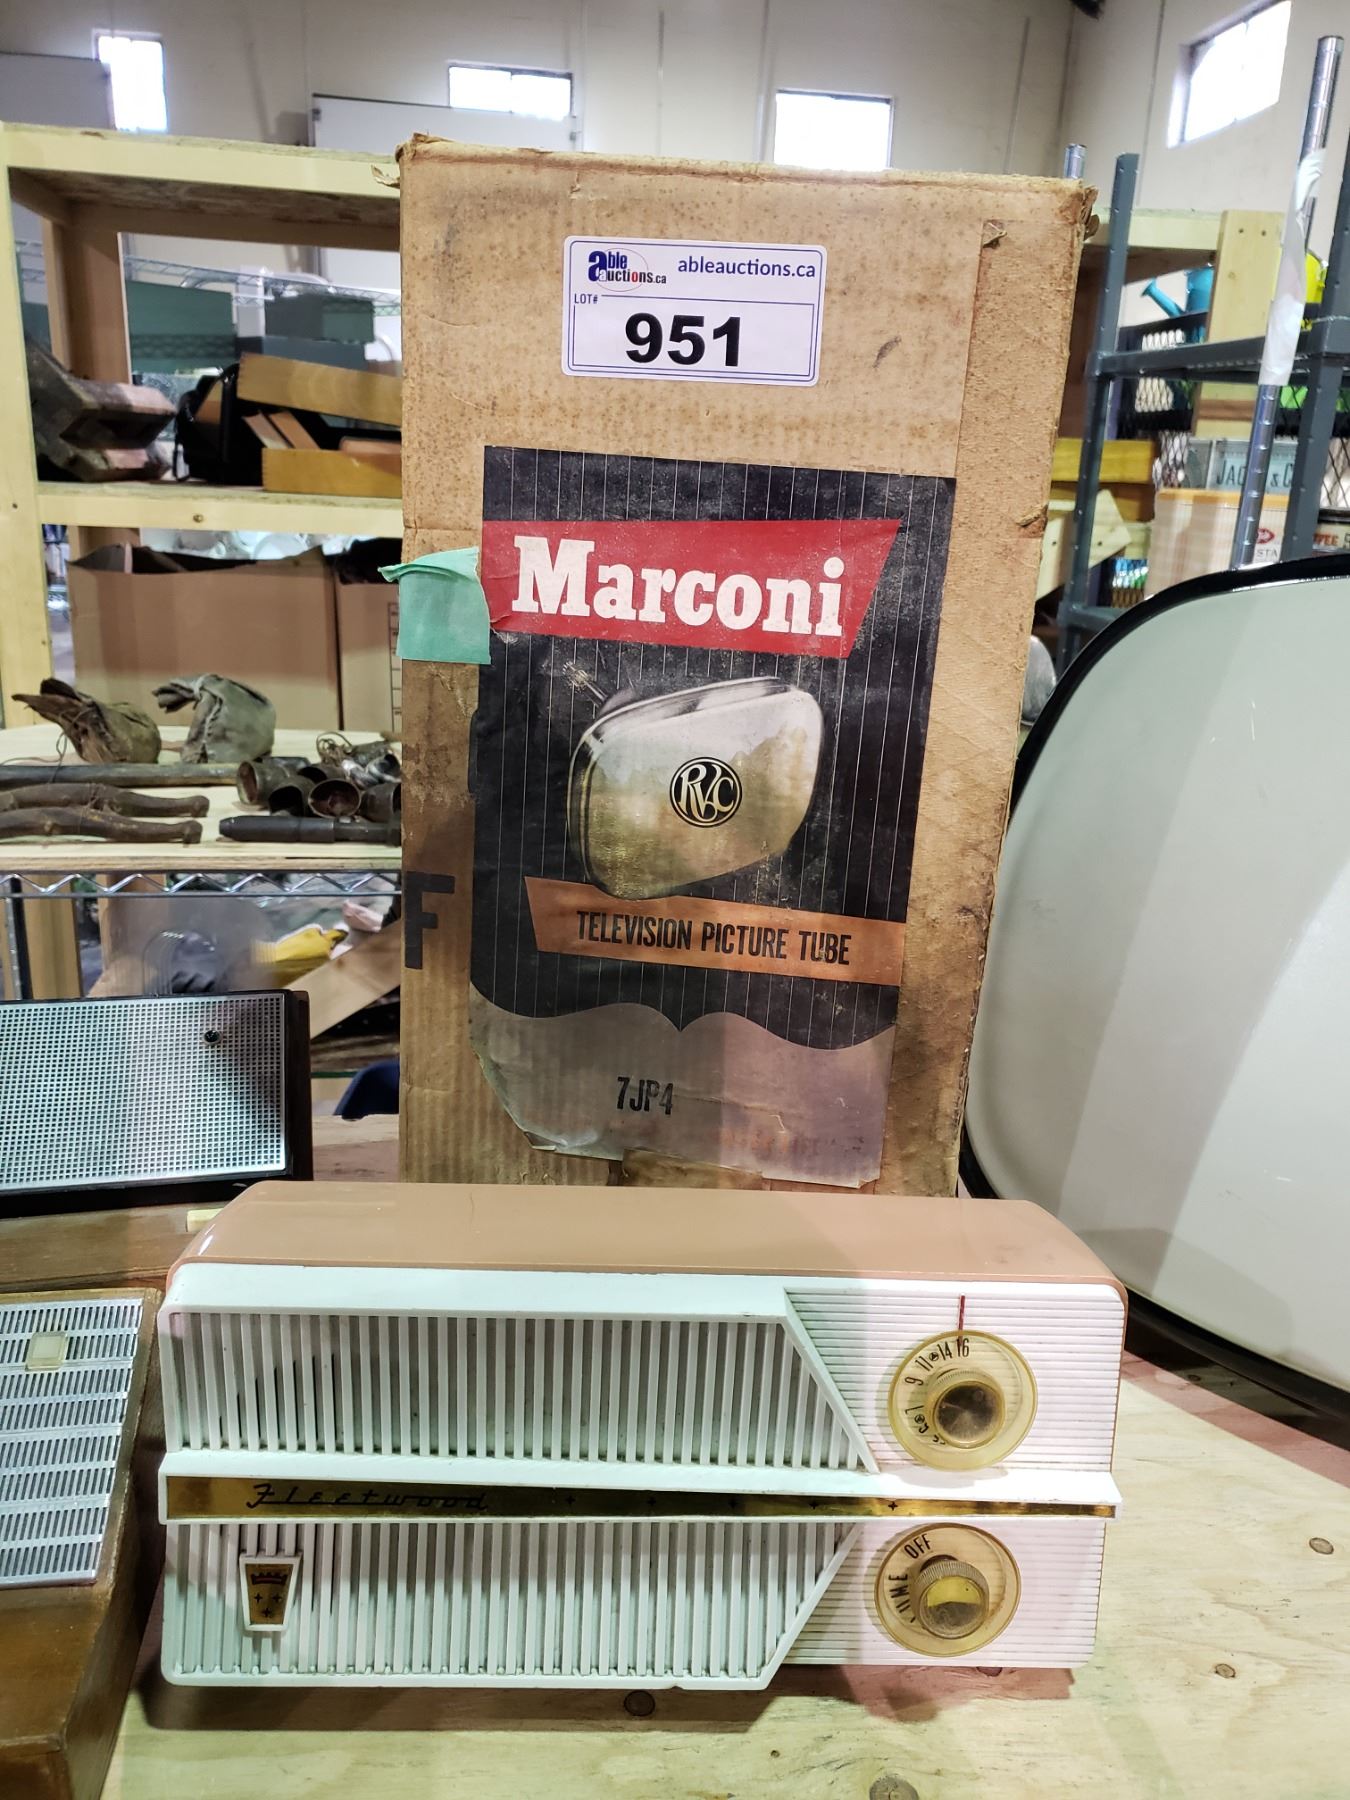 able auctions.ca
ableauctions.ca
LOT#
951
Marconi
RVC
TELEVISION PICTURE TUBE
7JP4
F
16
14
11
9
7
Fleetwood
OFF